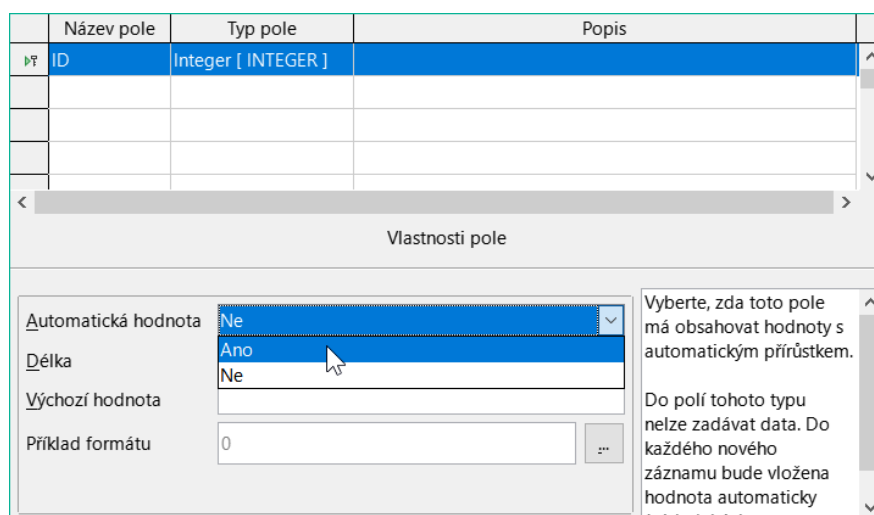 Název pole Typ pole Popis
ID Integer [ INTEGER ]
Vlastnosti pole
Automatická hodnota Ne
Ano
Ne
Délka
Výchozí hodnota
Příklad formátu 0 ...
Vyberte, zda toto pole
má obsahovat hodnoty s
automatickým přírůstkem.
Do polí tohoto typu
nelze zadávat data. Do
každého nového
záznamu bude vložena
hodnota automaticky